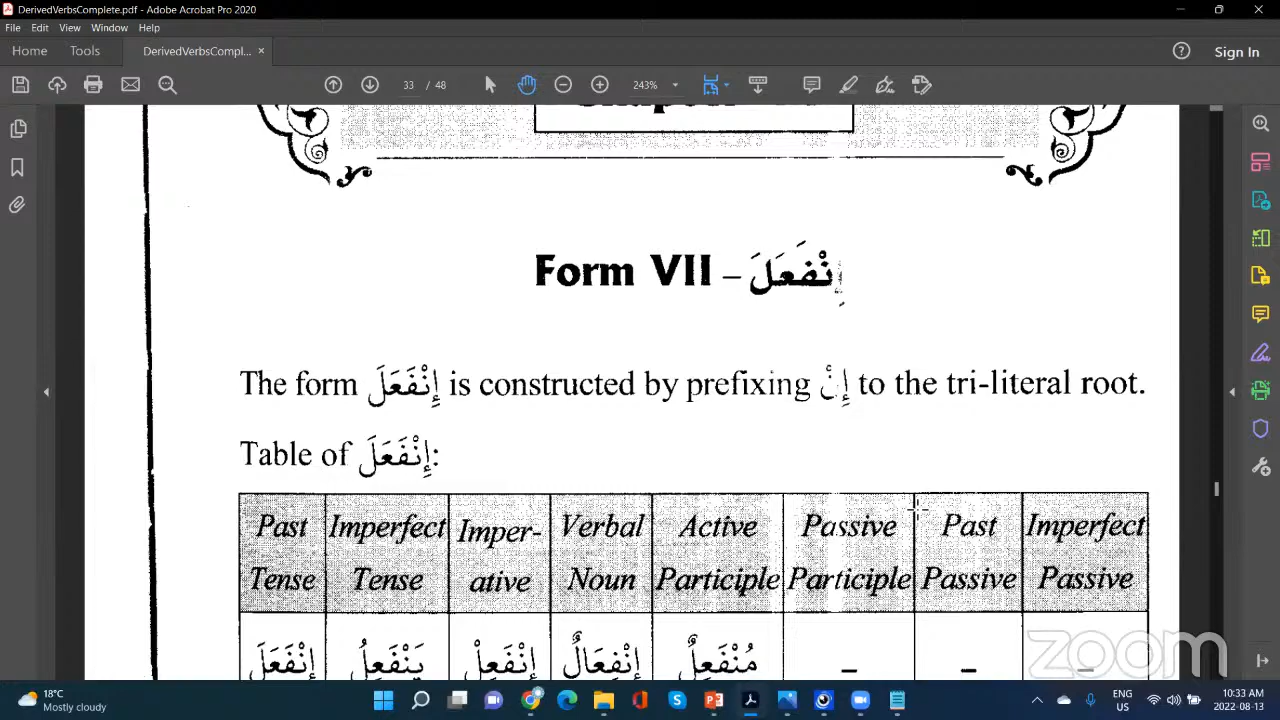 DerivedVerbsComplete.pdf - Adobe Acrobat Pro 2020
File Edit View Window Help
Home Tools DerivedVerbsCompl... × Sign In
33 / 48 243%
Form VII – إِنْفَعَلَ
The form إِنْفَعَلَ is constructed by prefixing إِنْ to the tri-literal root.
Table of إِنْفَعَلَ:
Past Tense Imperfect Tense Imper-ative Verbal Noun Active Participle Passive Participle Past Passive Imperfect Passive
إِنْفَعَلَ يَنْفَعِلُ إِنْفَعِلْ إِنْفِعَالٌ مُنْفَعِلٌ – – –
zoom
18°C
Mostly cloudy
ENG
US
10:33 AM
2022-08-13